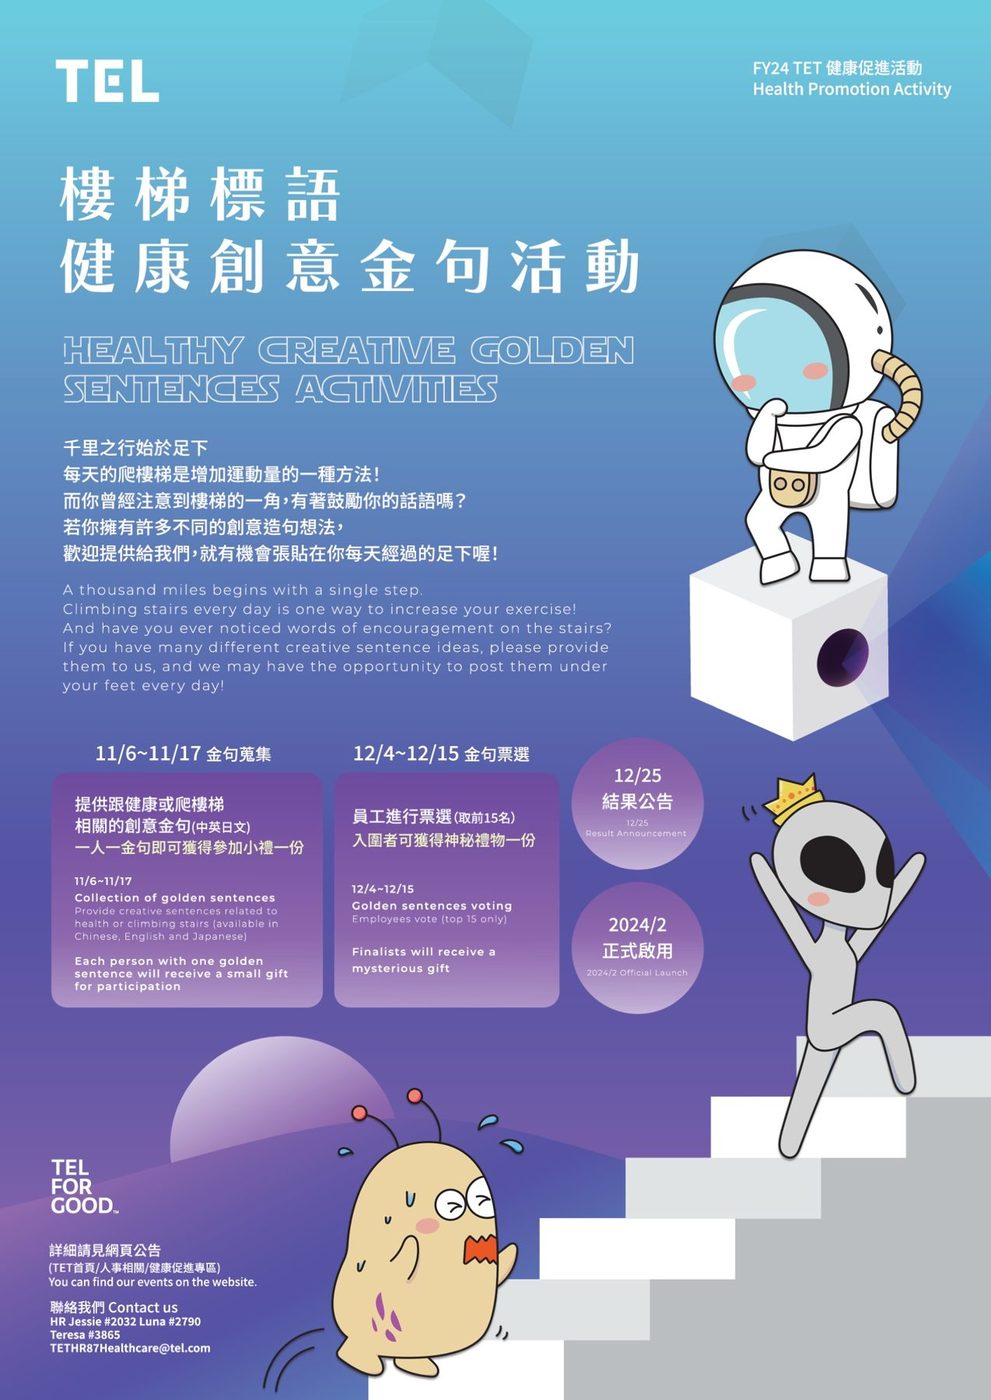 TEL
FY24 TET 健康促進活動
Health Promotion Activity
樓梯標語
健康創意金句活動
HEALTHY CREATIVE GOLDEN
SENTENCES ACTIVITIES
千里之行始於足下
每天的爬樓梯是增加運動量的一種方法！
而你曾經注意到樓梯的一角，有著鼓勵你的話語嗎？
若你擁有許多不同的創意造句想法，
歡迎提供給我們，就有機會張貼在你每天經過的足下喔！
A thousand miles begins with a single step.
Climbing stairs every day is one way to increase your exercise!
And have you ever noticed words of encouragement on the stairs?
If you have many different creative sentence ideas, please provide
them to us, and we may have the opportunity to post them under
your feet every day!
11/6~11/17 金句蒐集
提供跟健康或爬樓梯
相關的創意金句(中英日文)
一人一金句即可獲得參加小禮一份
11/6~11/17
Collection of golden sentences
Provide creative sentences related to
health or climbing stairs (available in
Chinese, English and Japanese)
Each person with one golden
sentence will receive a small gift
for participation
12/4~12/15 金句票選
員工進行票選(取前15名)
入圍者可獲得神秘禮物一份
12/4~12/15
Golden sentences voting
Employees vote (top 15 only)
Finalists will receive a
mysterious gift
12/25
結果公告
12/25
Result Announcement
2024/2
正式啟用
2024/2 Official Launch
TEL
FOR
GOOD™
詳細請見網頁公告
(TET首頁/人事相關/健康促進專區)
You can find our events on the website.
聯絡我們 Contact us
HR Jessie #2032 Luna #2790
Teresa #3865
TETHR87Healthcare@tel.com